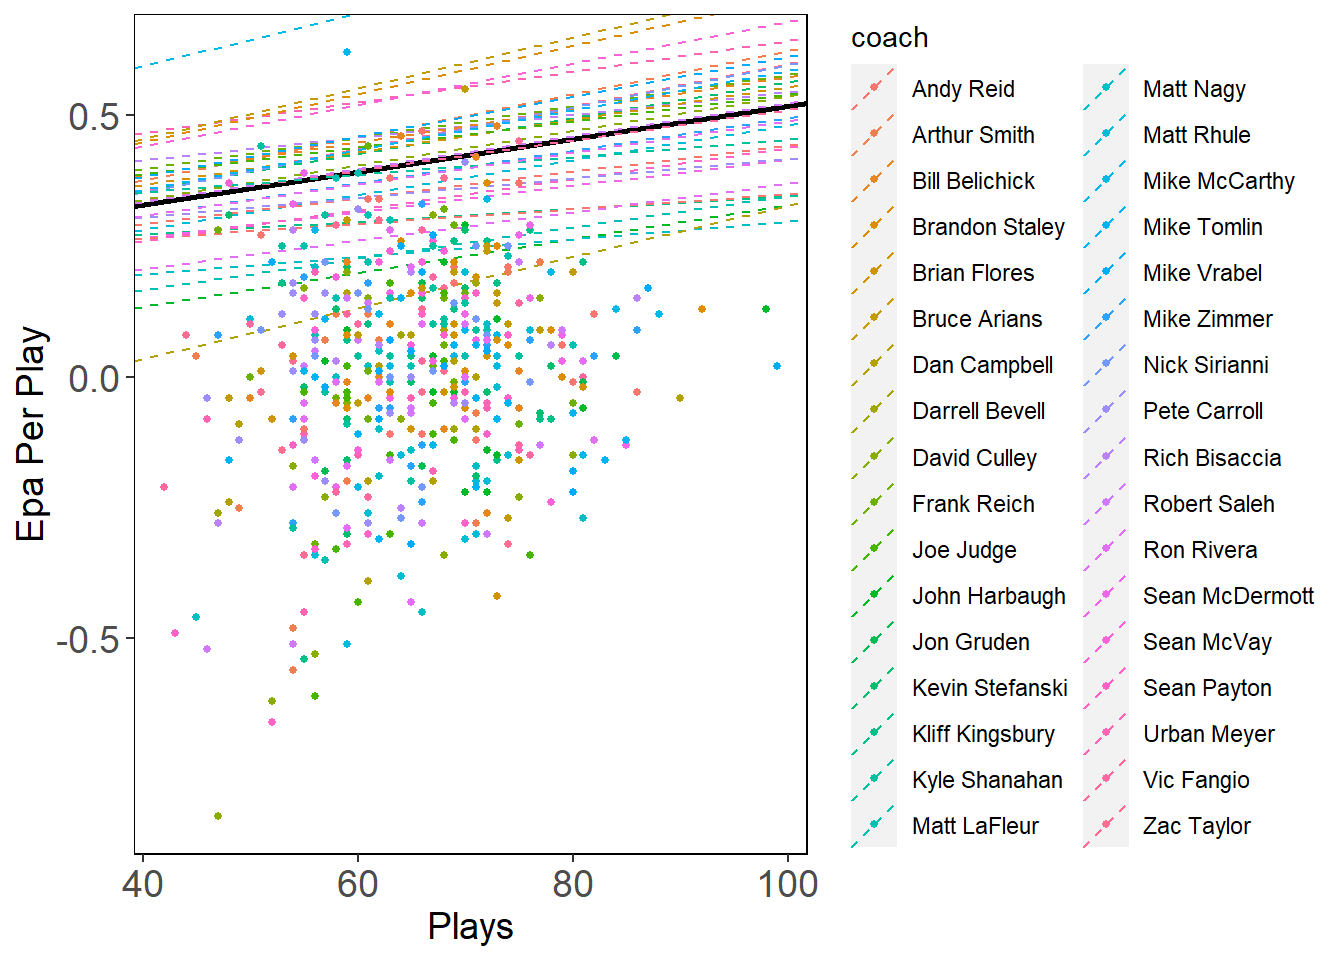 coach
Andy Reid
Arthur Smith
Bill Belichick
Brandon Staley
Brian Flores
Bruce Arians
Dan Campbell
Darrell Bevell
David Culley
Frank Reich
Joe Judge
John Harbaugh
Jon Gruden
Kevin Stefanski
Kliff Kingsbury
Kyle Shanahan
Matt LaFleur
Matt Nagy
Matt Rhule
Mike McCarthy
Mike Tomlin
Mike Vrabel
Mike Zimmer
Nick Sirianni
Pete Carroll
Rich Bisaccia
Robert Saleh
Ron Rivera
Sean McDermott
Sean McVay
Sean Payton
Urban Meyer
Vic Fangio
Zac Taylor
Epa Per Play
0.5
0.0
-0.5
40
60
80
100
Plays